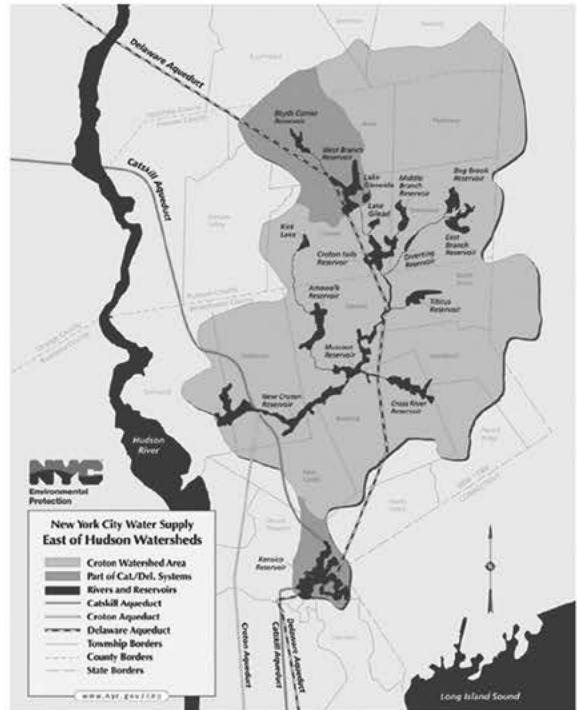 Delaware Aqueduct
Catskill Aqueduct
Boyds Corner
Reservoir
West Branch
Reservoir
Lake
Gleneida
Lake
Gilead
Middle
Branch
Reservoir
Bog Brook
Reservoir
East
Branch
Reservoir
Diverting
Reservoir
Kirk
Lake
Croton Falls
Reservoir
Amawalk
Reservoir
Titicus
Reservoir
Muscoot
Reservoir
New Croton
Reservoir
Cross River
Reservoir
Hudson
River
NYC
Environmental
Protection
New York City Water Supply
East of Hudson Watersheds
Croton Watershed Area
Part of Cat./Del. Systems
Rivers and Reservoirs
Catskill Aqueduct
Croton Aqueduct
Delaware Aqueduct
Township Borders
County Borders
State Borders
Kensico
Reservoir
Croton Aqueduct
Catskill Aqueduct
Delaware Aqueduct
Long Island Sound